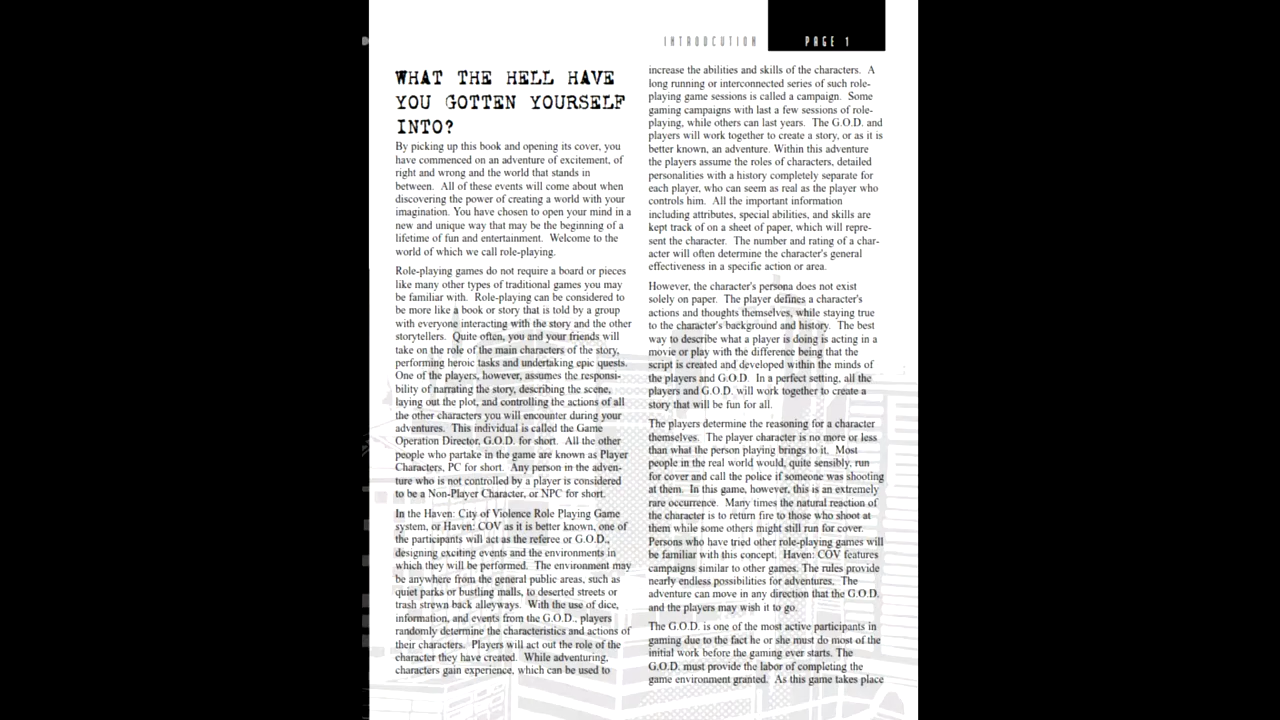 INTRODCUTION
PAGE 1
WHAT THE HELL HAVE
YOU GOTTEN YOURSELF
INTO?
By picking up this book and opening its cover, you
have commenced on an adventure of excitement, of
right and wrong and the world that stands in
between. All of these events will come about when
discovering the power of creating a world with your
imagination. You have chosen to open your mind in a
new and unique way that may be the beginning of a
lifetime of fun and entertainment. Welcome to the
world of which we call role-playing.
Role-playing games do not require a board or pieces
like many other types of traditional games you may
be familiar with. Role-playing can be considered to
be more like a book or story that is told by a group
with everyone interacting with the story and the other
storytellers. Quite often, you and your friends will
take on the role of the main characters of the story,
performing heroic tasks and undertaking epic quests.
One of the players, however, assumes the responsi-
bility of narrating the story, describing the scene,
laying out the plot, and controlling the actions of all
the other characters you will encounter during your
adventures. This individual is called the Game
Operation Director, G.O.D. for short. All the other
people who partake in the game are known as Player
Characters, PC for short. Any person in the adven-
ture who is not controlled by a player is considered
to be a Non-Player Character, or NPC for short.
In the Haven: City of Violence Role Playing Game
system, or Haven: COV as it is better known, one of
the participants will act as the referee or G.O.D.,
designing exciting events and the environments in
which they will be performed. The environment may
be anywhere from the general public areas, such as
quiet parks or bustling malls, to deserted streets or
trash strewn back alleyways. With the use of dice,
information, and events from the G.O.D., players
randomly determine the characteristics and actions of
their characters. Players will act out the role of the
character they have created. While adventuring,
characters gain experience, which can be used to
increase the abilities and skills of the characters. A
long running or interconnected series of such role-
playing game sessions is called a campaign. Some
gaming campaigns with last a few sessions of role-
playing, while others can last years. The G.O.D. and
players will work together to create a story, or as it is
better known, an adventure. Within this adventure
the players assume the roles of characters, detailed
personalities with a history completely separate for
each player, who can seem as real as the player who
controls him. All the important information
including attributes, special abilities, and skills are
kept track of on a sheet of paper, which will repre-
sent the character. The number and rating of a char-
acter will often determine the character's general
effectiveness in a specific action or area.
However, the character's persona does not exist
solely on paper. The player defines a character's
actions and thoughts themselves, while staying true
to the character's background and history. The best
way to describe what a player is doing is acting in a
movie or play with the difference being that the
script is created and developed within the minds of
the players and G.O.D. In a perfect setting, all the
players and G.O.D. will work together to create a
story that will be fun for all.
The players determine the reasoning for a character
themselves. The player character is no more or less
than what the person playing brings to it. Most
people in the real world would, quite sensibly, run
for cover and call the police if someone was shooting
at them. In this game, however, this is an extremely
rare occurrence. Many times the natural reaction of
the character is to return fire to those who shoot at
them while some others might still run for cover.
Persons who have tried other role-playing games will
be familiar with this concept. Haven: COV features
campaigns similar to other games. The rules provide
nearly endless possibilities for adventures. The
adventure can move in any direction that the G.O.D.
and the players may wish it to go.
The G.O.D. is one of the most active participants in
gaming due to the fact he or she must do most of the
initial work before the gaming ever starts. The
G.O.D. must provide the labor of completing the
game environment granted. As this game takes place